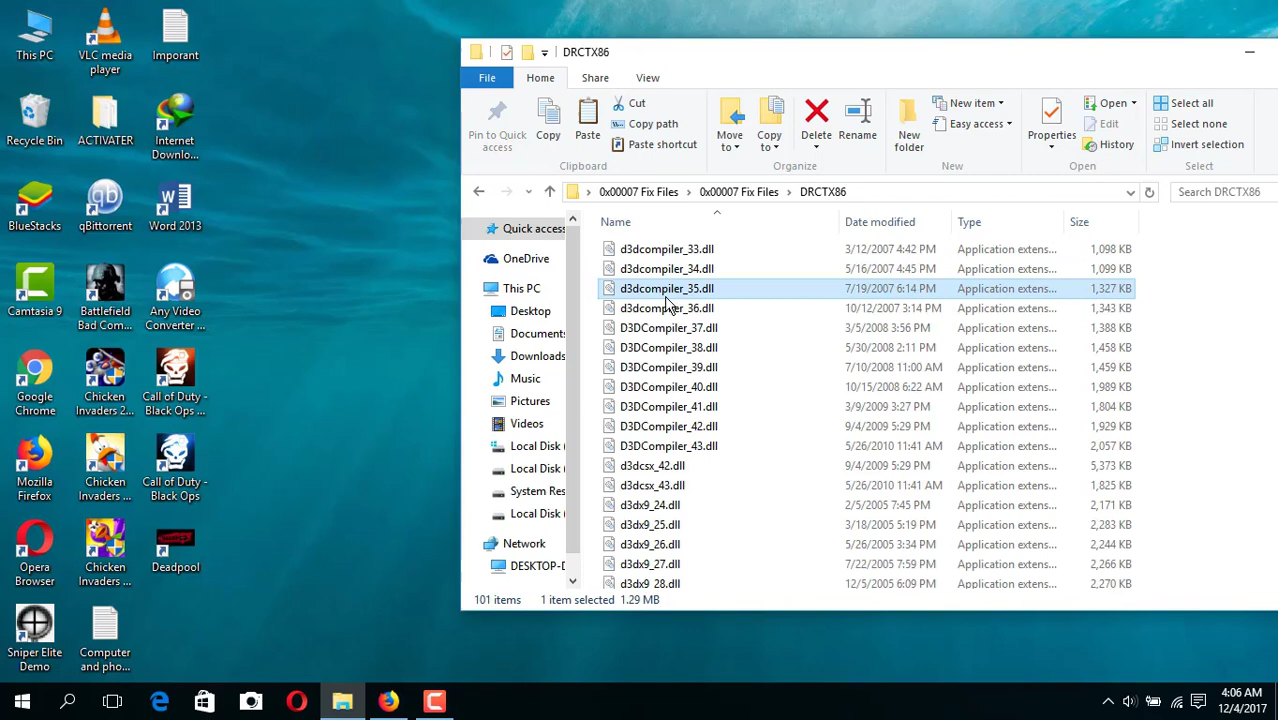 This PC
VLC media
player
Imporant
Recycle Bin
ACTIVATER
Internet
Downlo...
BlueStacks
qBittorrent
Word 2013
Camtasia 9
Battlefield
Bad Com...
Any Video
Converter ...
Google
Chrome
Chicken
Invaders 2...
Call of Duty -
Black Ops ...
Mozilla
Firefox
Chicken
Invaders ...
Call of Duty -
Black Ops
Opera
Browser
Chicken
Invaders ...
Deadpool
Sniper Elite
Demo
Computer
and pho...
DRCTX86
File Home Share View
Pin to Quick
access
Copy
Paste
Cut
Copy path
Paste shortcut
Clipboard
Move
to
Copy
to
Delete
Rename
Organize
New
folder
New item
Easy access
New
Properties
Open
Edit
History
Open
Select all
Select none
Invert selection
Select
0x00007 Fix Files > 0x00007 Fix Files > DRCTX86
Search DRCTX86
Quick access
OneDrive
This PC
Desktop
Documents
Downloads
Music
Pictures
Videos
Local Disk (
Local Disk (
System Res
Local Disk (
Network
DESKTOP-D
Name Date modified Type Size
d3dcompiler_33.dll 3/12/2007 4:42 PM Application extens... 1,098 KB
d3dcompiler_34.dll 5/16/2007 4:45 PM Application extens... 1,099 KB
d3dcompiler_35.dll 7/19/2007 6:14 PM Application extens... 1,327 KB
d3dcompiler_36.dll 10/12/2007 3:14 PM Application extens... 1,343 KB
D3DCompiler_37.dll 3/5/2008 3:56 PM Application extens... 1,388 KB
D3DCompiler_38.dll 5/30/2008 2:11 PM Application extens... 1,458 KB
D3DCompiler_39.dll 7/10/2008 11:00 AM Application extens... 1,459 KB
D3DCompiler_40.dll 10/15/2008 6:22 AM Application extens... 1,989 KB
D3DCompiler_41.dll 3/9/2009 3:27 PM Application extens... 1,804 KB
D3DCompiler_42.dll 9/4/2009 5:29 PM Application extens... 1,929 KB
D3DCompiler_43.dll 5/26/2010 11:41 AM Application extens... 2,057 KB
d3dcsx_42.dll 9/4/2009 5:29 PM Application extens... 5,373 KB
d3dcsx_43.dll 5/26/2010 11:41 AM Application extens... 1,825 KB
d3dx9_24.dll 2/5/2005 7:45 PM Application extens... 2,170 KB
d3dx9_25.dll 3/18/2005 5:19 PM Application extens... 2,283 KB
d3dx9_26.dll 5/26/2005 3:34 PM Application extens... 2,244 KB
d3dx9_27.dll 7/22/2005 7:59 PM Application extens... 2,266 KB
d3dx9_28.dll 12/5/2005 6:09 PM Application extens... 2,270 KB
101 items 1 item selected 1.29 MB
4:06 AM
12/4/2017